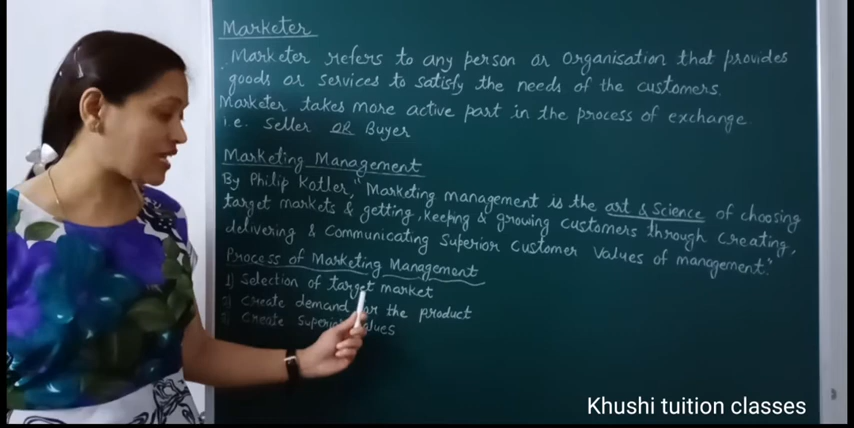 Marketer
Marketer refers to any person or Organisation that provides
goods or services to satisfy the needs of the customers.
Marketer takes more active part in the process of exchange.
i.e. Seller or Buyer
Marketing Management
By Philip Kotler, "Marketing management is the art & Science of choosing
target markets & getting, keeping & growing customers through creating,
delivering & communicating Superior Customer Values of management."
Process of Marketing Management
1) Selection of target market
2) Create demand for the product
3) Create Superior Values
Khushi tuition classes